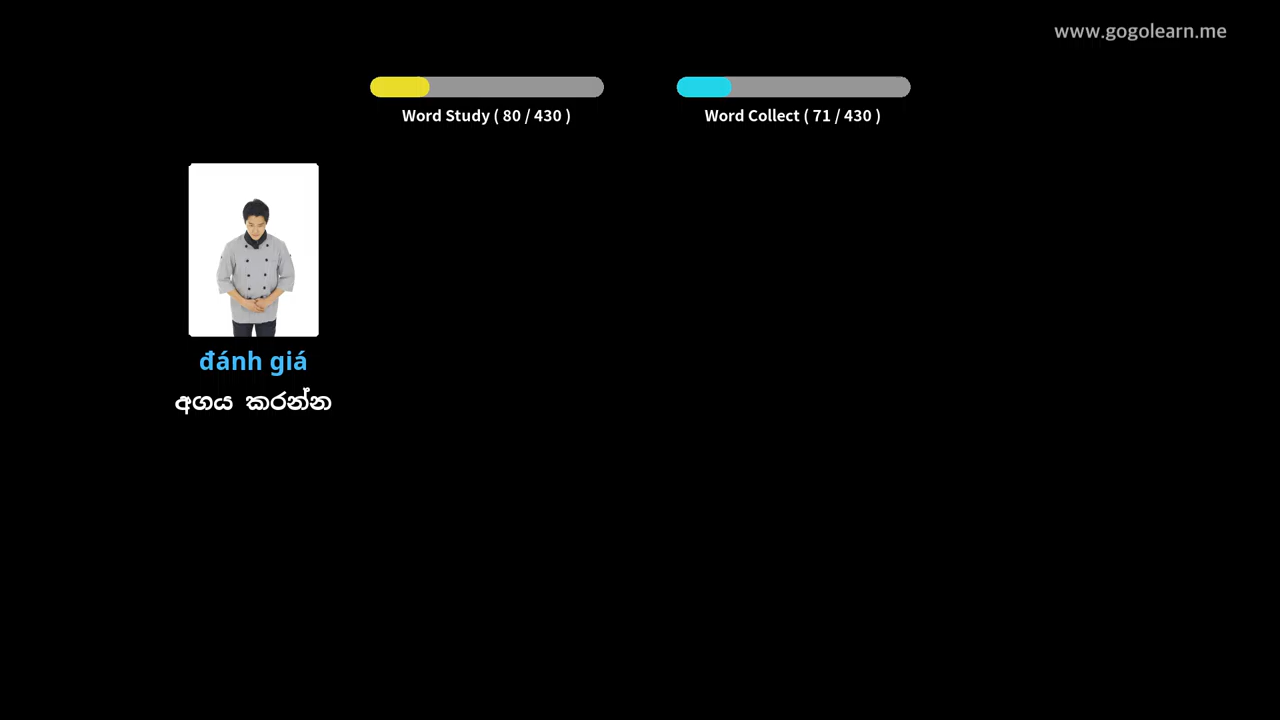 www.gogolearn.me
Word Study ( 80 / 430 )
Word Collect ( 71 / 430 )
đánh giá
අගය කරන්න